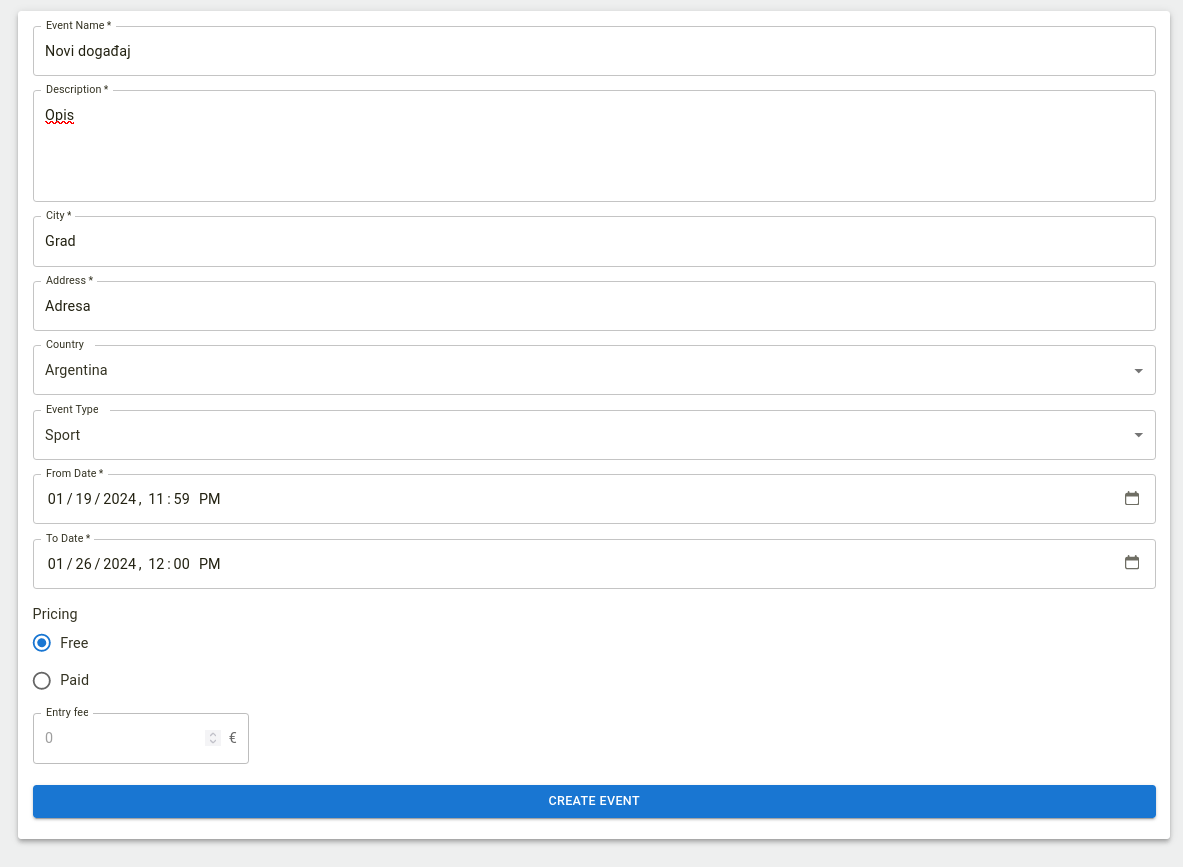 Event Name *
Novi događaj
Description *
Opis
City *
Grad
Address *
Adresa
Country
Argentina
Event Type
Sport
From Date *
01/19/2024, 11:59 PM
To Date *
01/26/2024, 12:00 PM
Pricing
Free
Paid
Entry fee
0 €
CREATE EVENT